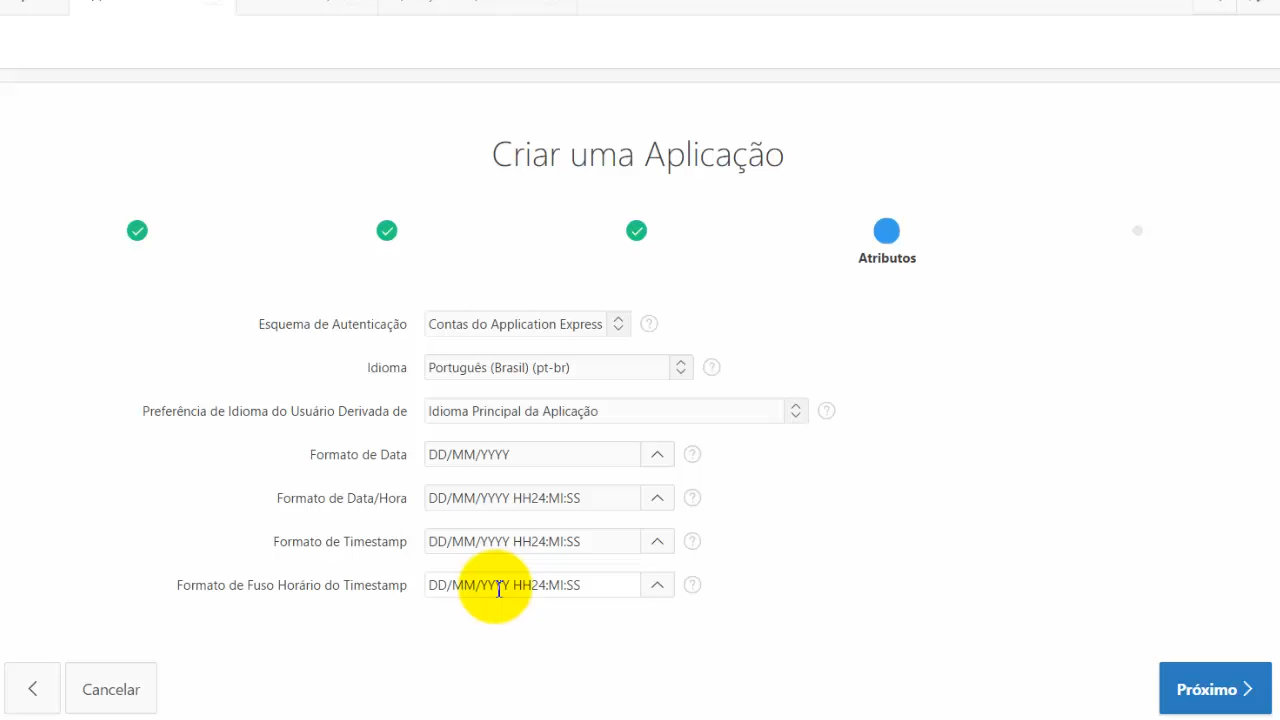 Criar uma Aplicação
Atributos
Esquema de Autenticação Contas do Application Express ?
Idioma Português (Brasil) (pt-br) ?
Preferência de Idioma do Usuário Derivada de Idioma Principal da Aplicação ?
Formato de Data DD/MM/YYYY ?
Formato de Data/Hora DD/MM/YYYY HH24:MI:SS ?
Formato de Timestamp DD/MM/YYYY HH24:MI:SS ?
Formato de Fuso Horário do Timestamp DD/MM/YYYY HH24:MI:SS ?
Cancelar Próximo